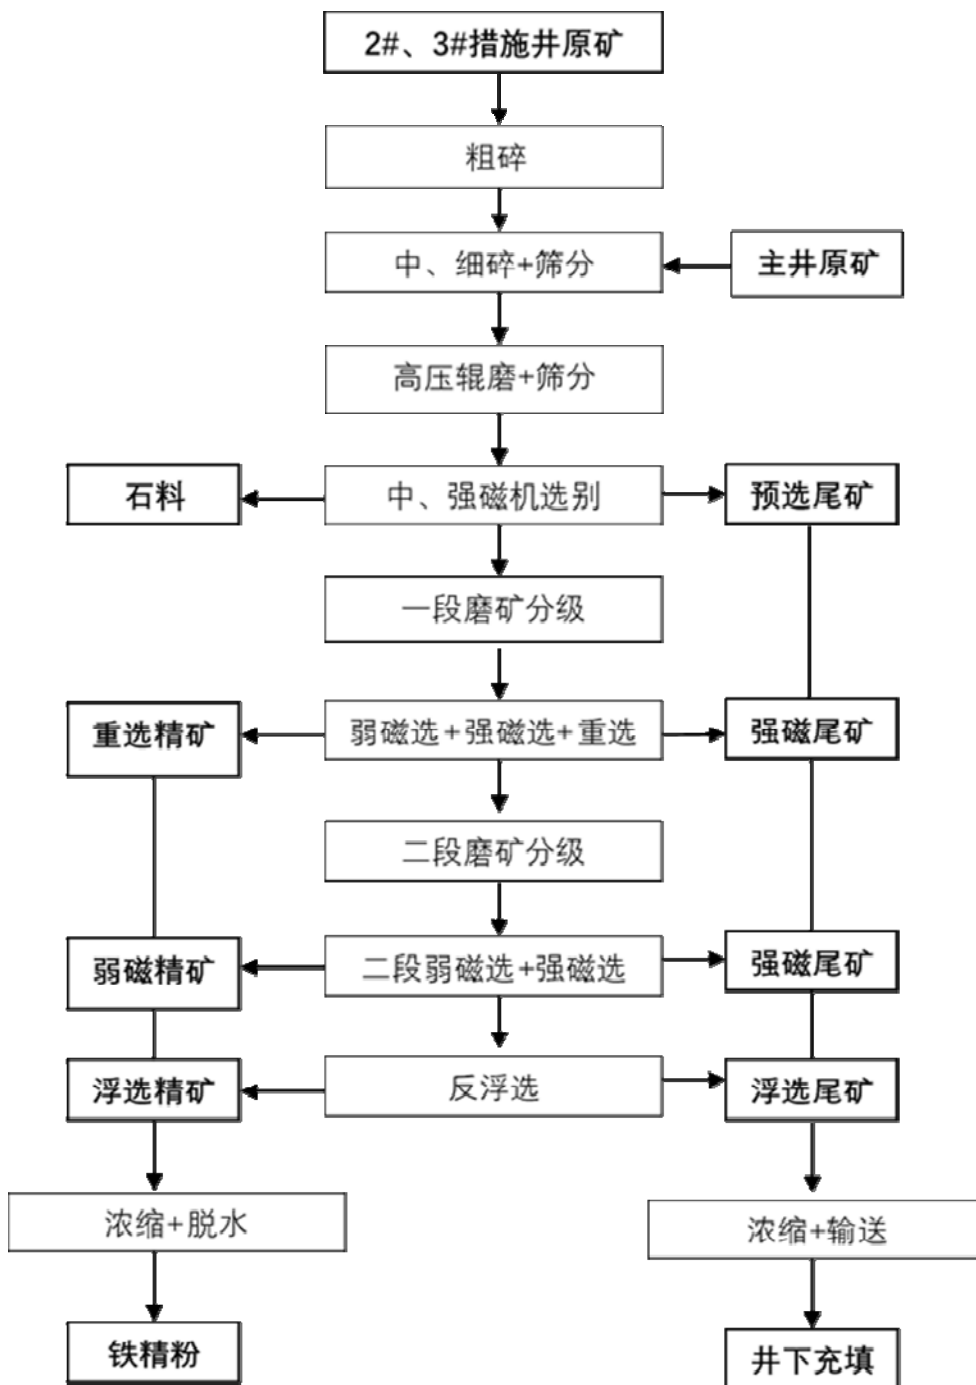 2#、3#措施井原矿
粗碎
中、细碎+筛分
主井原矿
高压辊磨+筛分
石料
中、强磁机选别
预选尾矿
一段磨矿分级
重选精矿
弱磁选+强磁选+重选
强磁尾矿
二段磨矿分级
弱磁精矿
二段弱磁选+强磁选
强磁尾矿
浮选精矿
反浮选
浮选尾矿
浓缩+脱水
浓缩+输送
铁精粉
井下充填